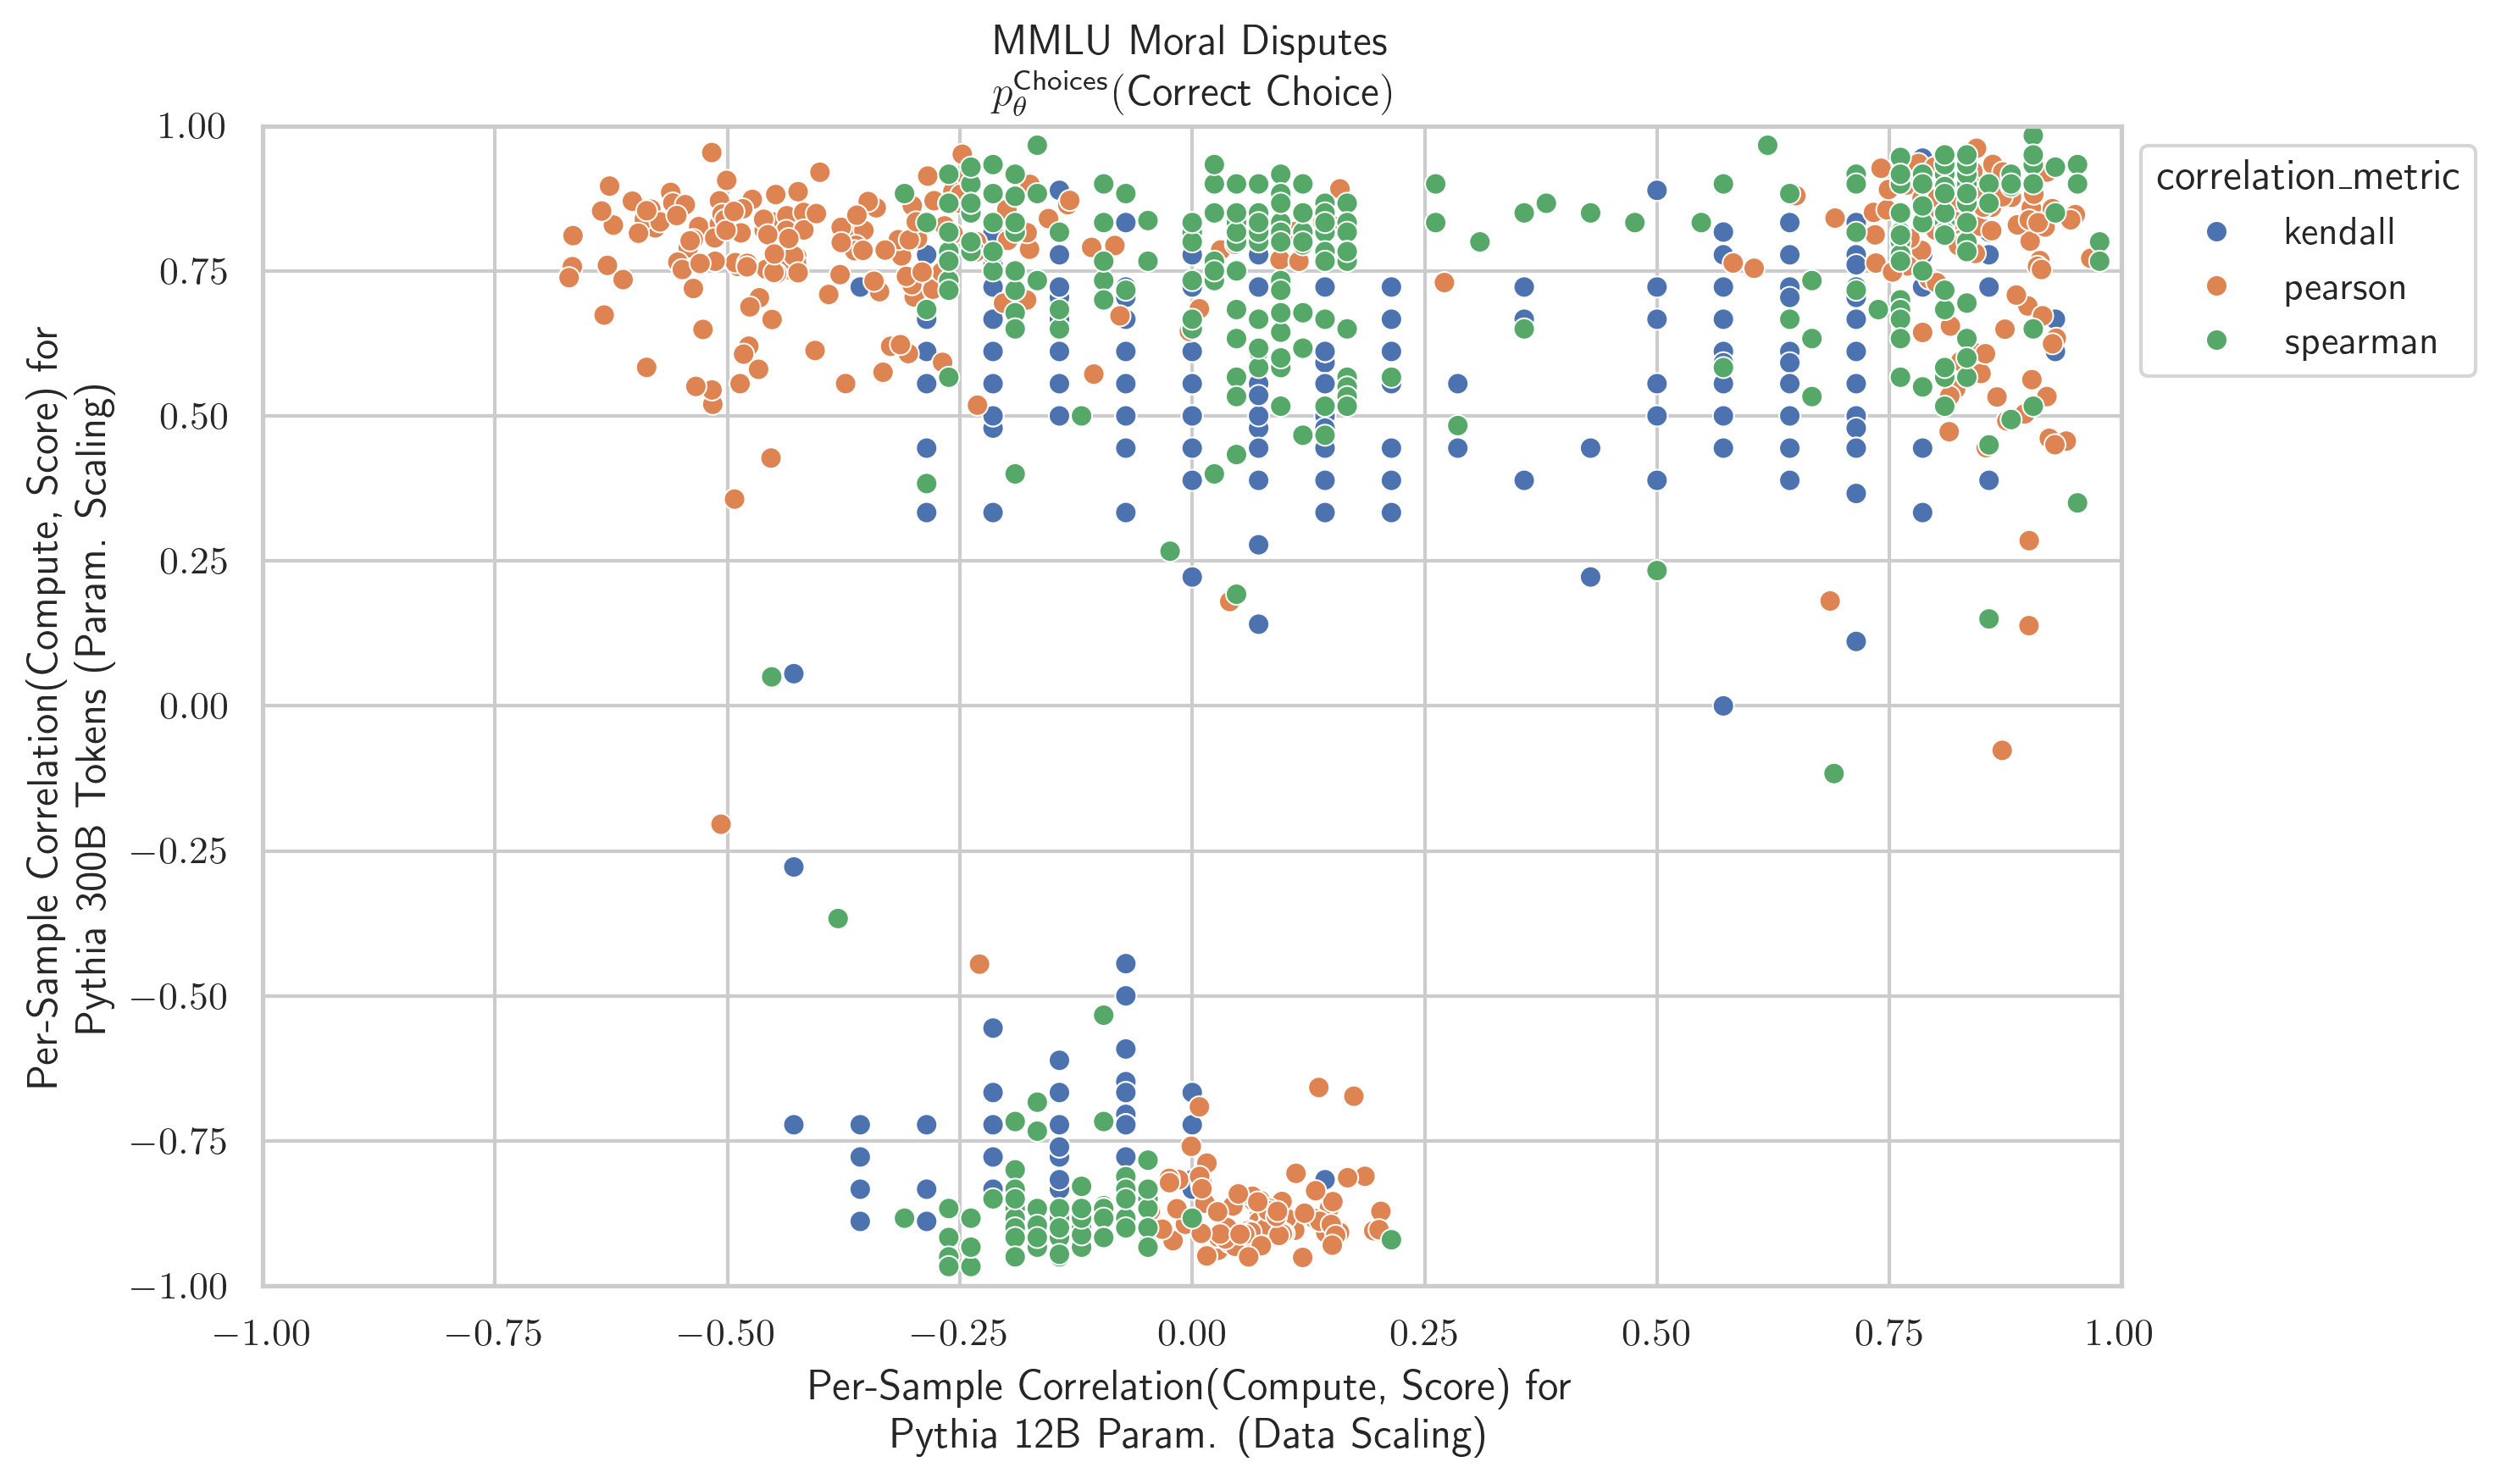 MMLU Moral Disputes
p_θ^Choices(Correct Choice)
1.00
0.75
0.50
0.25
0.00
−0.25
−0.50
−0.75
−1.00
Per-Sample Correlation(Compute, Score) for
Pythia 300B Tokens (Param. Scaling)
correlation_metric
kendall
pearson
spearman
−1.00 −0.75 −0.50 −0.25 0.00 0.25 0.50 0.75 1.00
Per-Sample Correlation(Compute, Score) for
Pythia 12B Param. (Data Scaling)